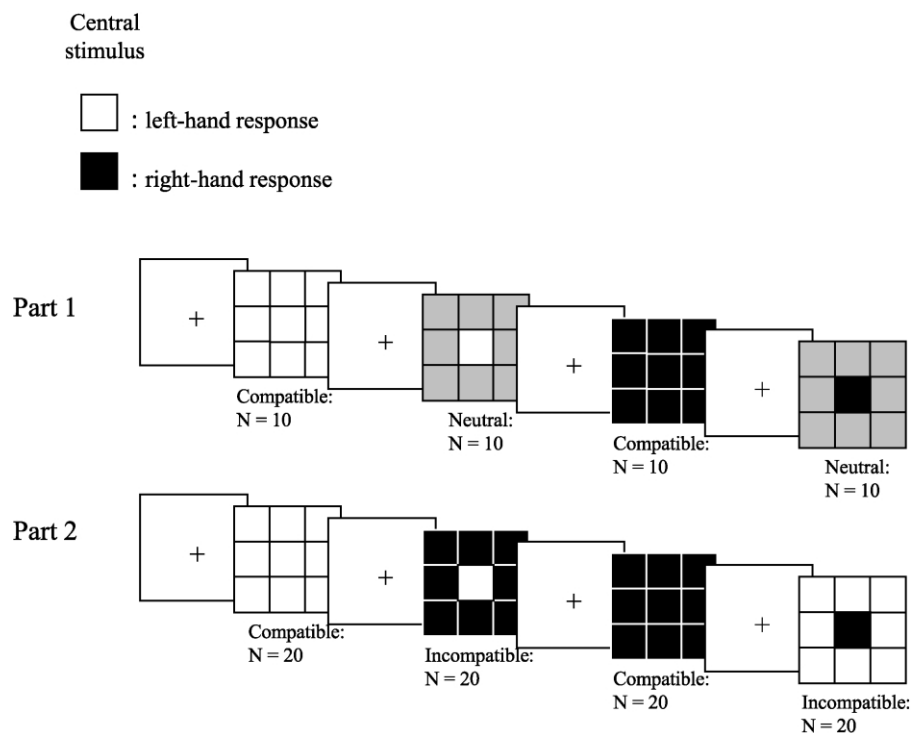 Central
stimulus
: left-hand response
: right-hand response
Part 1
Compatible:
N = 10
Neutral:
N = 10
Compatible:
N = 10
Neutral:
N = 10
Part 2
Compatible:
N = 20
Incompatible:
N = 20
Compatible:
N = 20
Incompatible:
N = 20